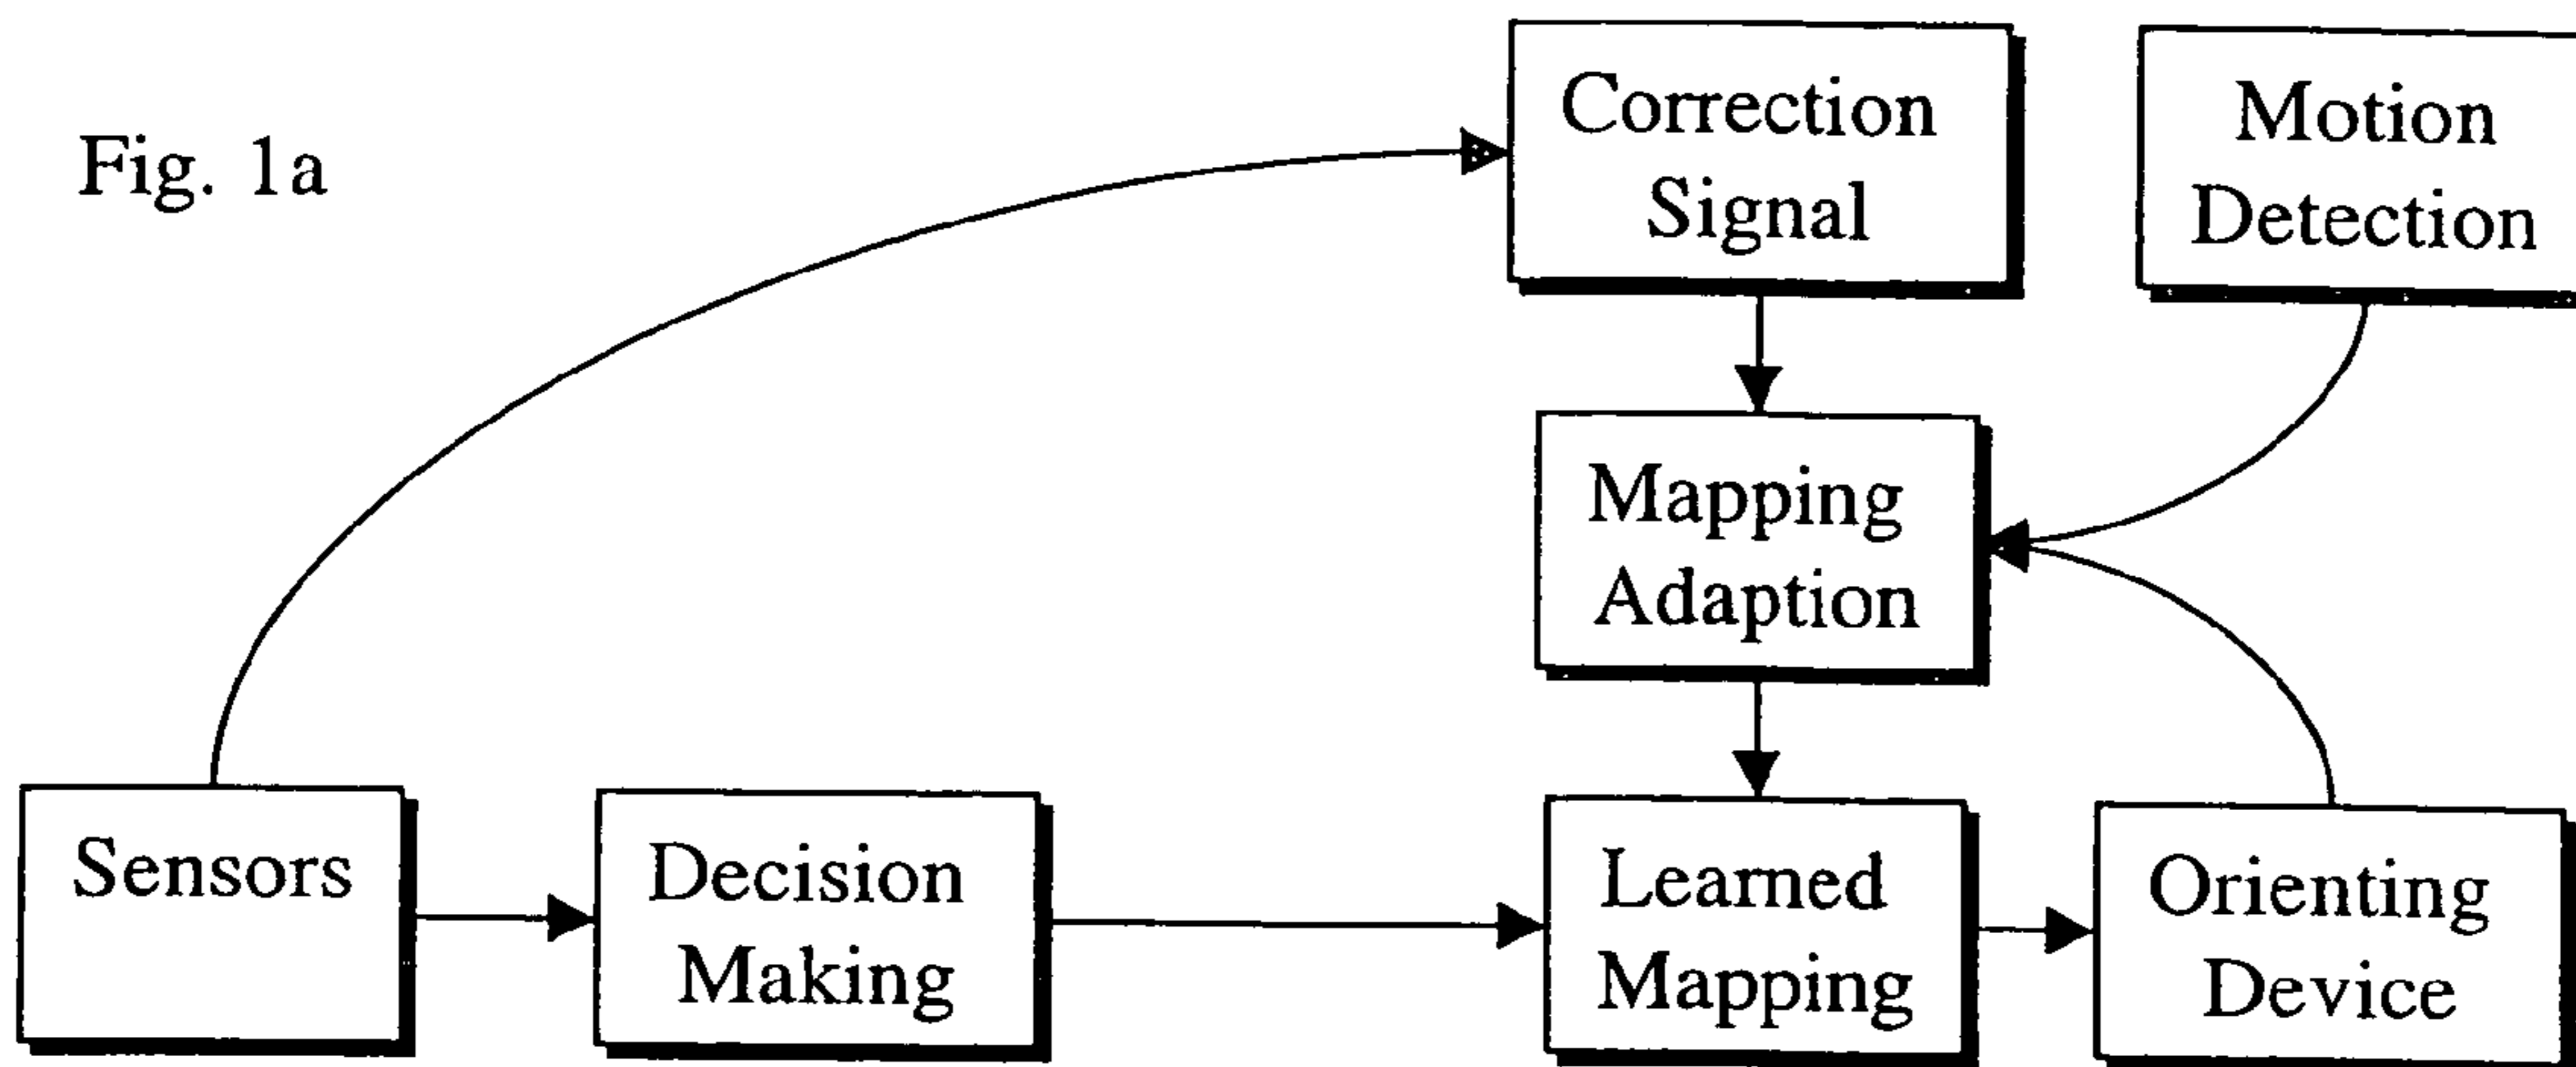 Fig. 1a
Correction
Signal
Motion
Detection
Mapping
Adaption
Sensors
Decision
Making
Learned
Mapping
Orienting
Device